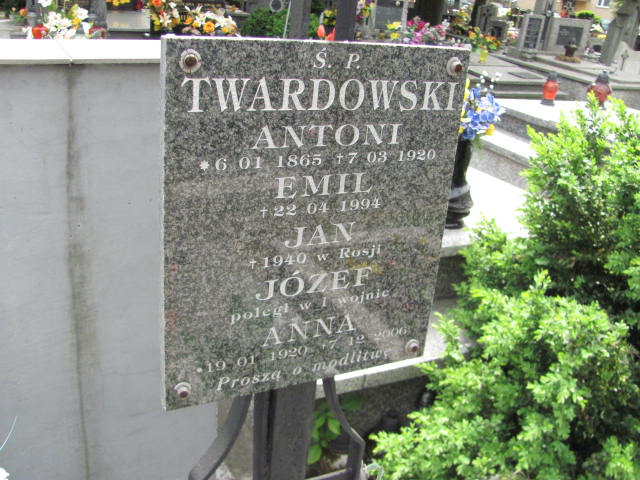 Ś. P.
TWARDOWSKI
ANTONI
*6 01 1865 +7 03 1920
EMIL
+22 04 1994
JAN
+1940 w Rosji
JÓZEF
poległ w I wojnie
ANNA
*19 01 1920 +7 12 2006
Proszą o modlitwę